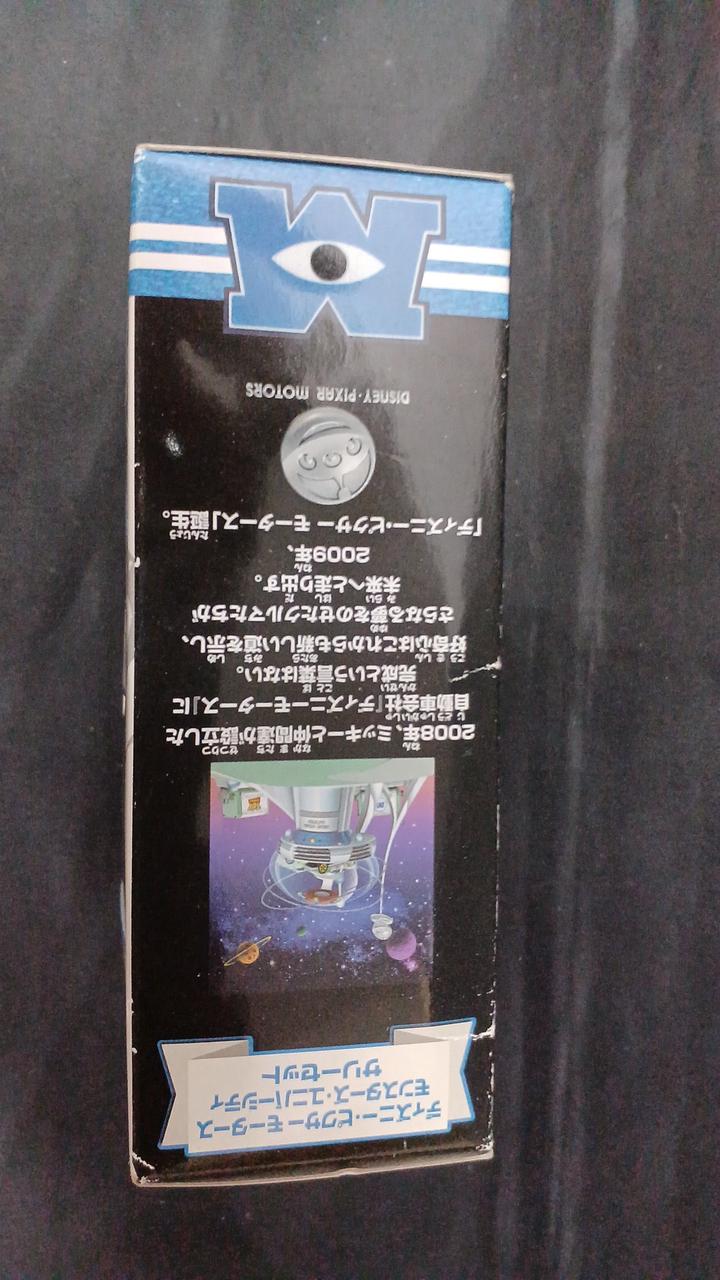 ディズニー・ピクサー モータース
モンスターズ・ユニバーシティ
サリーセット
2008年、ミッキーと仲間達が設立した
自動車会社『ディズニーモータース』に
完成という言葉はない。
好奇心はこれからも新しい道を示し、
さらなる夢をのせたクルマたちが
未来へと走り出す。
2009年、
『ディズニー・ピクサー モータース』誕生。
DISNEY・PIXAR MOTORS